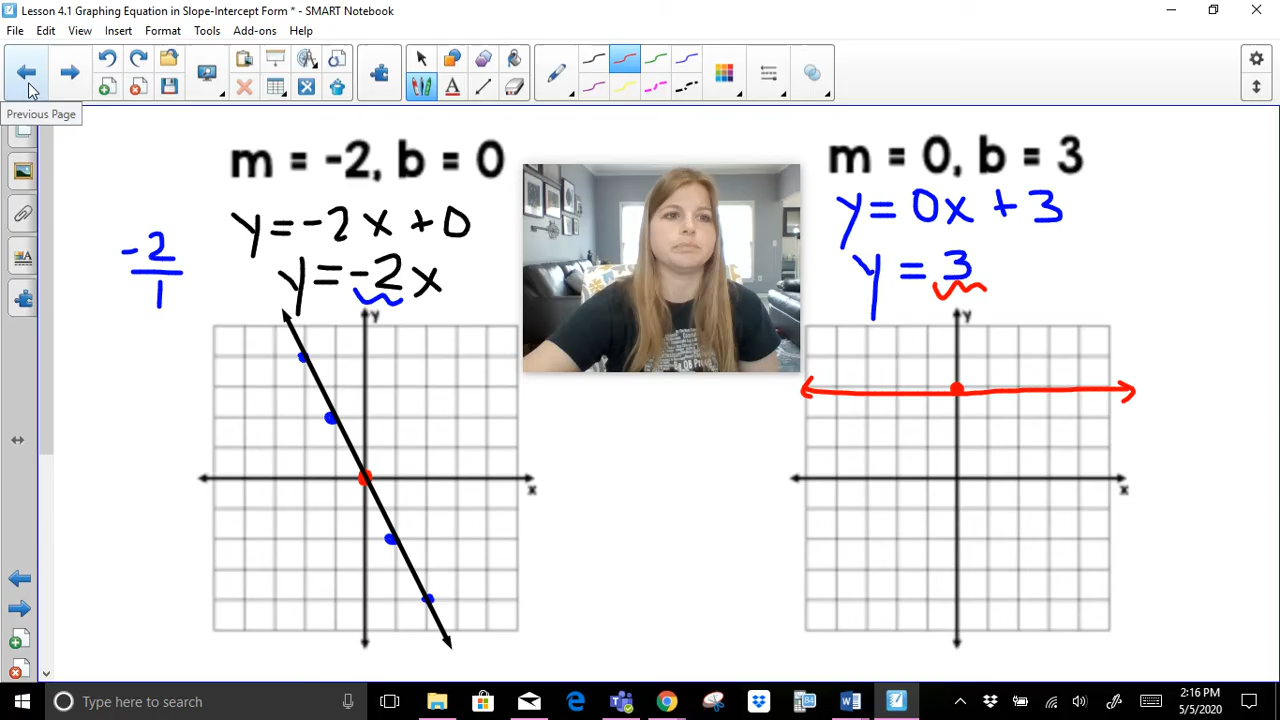 Lesson 4.1 Graphing Equation in Slope-Intercept Form * - SMART Notebook
File Edit View Insert Format Tools Add-ons Help
Previous Page
m = -2, b = 0
y = -2x + 0
y = -2x
-2
1
y
x
m = 0, b = 3
y = 0x + 3
y = 3
y
x
Type here to search
2:16 PM
5/5/2020